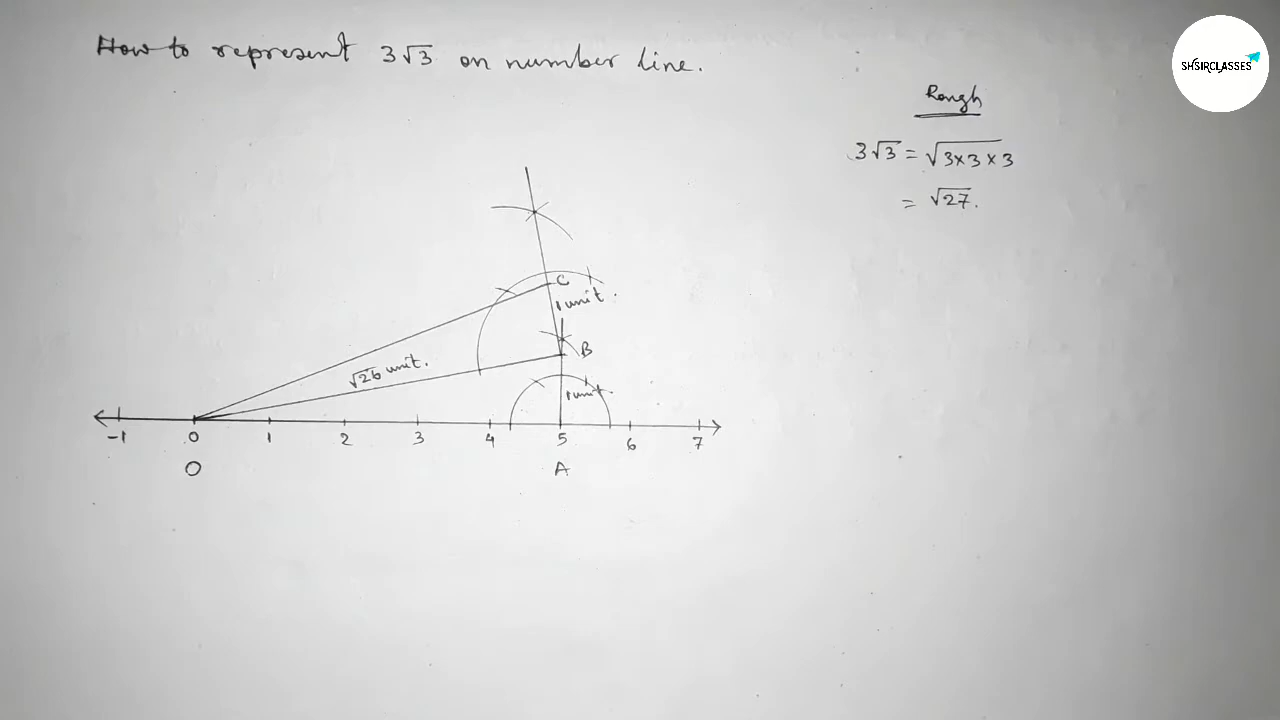 How to represent 3√3 on number line.
SHSIRCLASSES
Rough
3√3 = √3×3×3
= √27.
C
1 unit.
B
√26 unit.
1 unit.
-1 0 1 2 3 4 5 6 7
O A